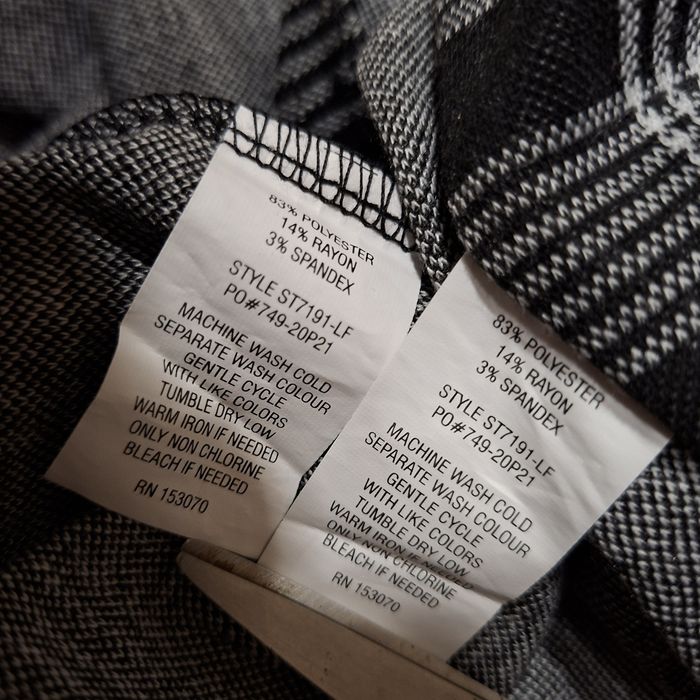 83% POLYESTER
14% RAYON
3% SPANDEX
STYLE ST7191-LF
PO#749-20P21
MACHINE WASH COLD
SEPARATE WASH COLOUR
GENTLE CYCLE
WITH LIKE COLORS
TUMBLE DRY LOW
WARM IRON IF NEEDED
ONLY NON CHLORINE
BLEACH IF NEEDED
RN 153070
83% POLYESTER
14% RAYON
3% SPANDEX
STYLE ST7191-LF
PO#749-20P21
MACHINE WASH COLD
SEPARATE WASH COLOUR
GENTLE CYCLE
WITH LIKE COLORS
TUMBLE DRY LOW
WARM IRON IF NEEDED
ONLY NON CHLORINE
BLEACH IF NEEDED
RN 153070